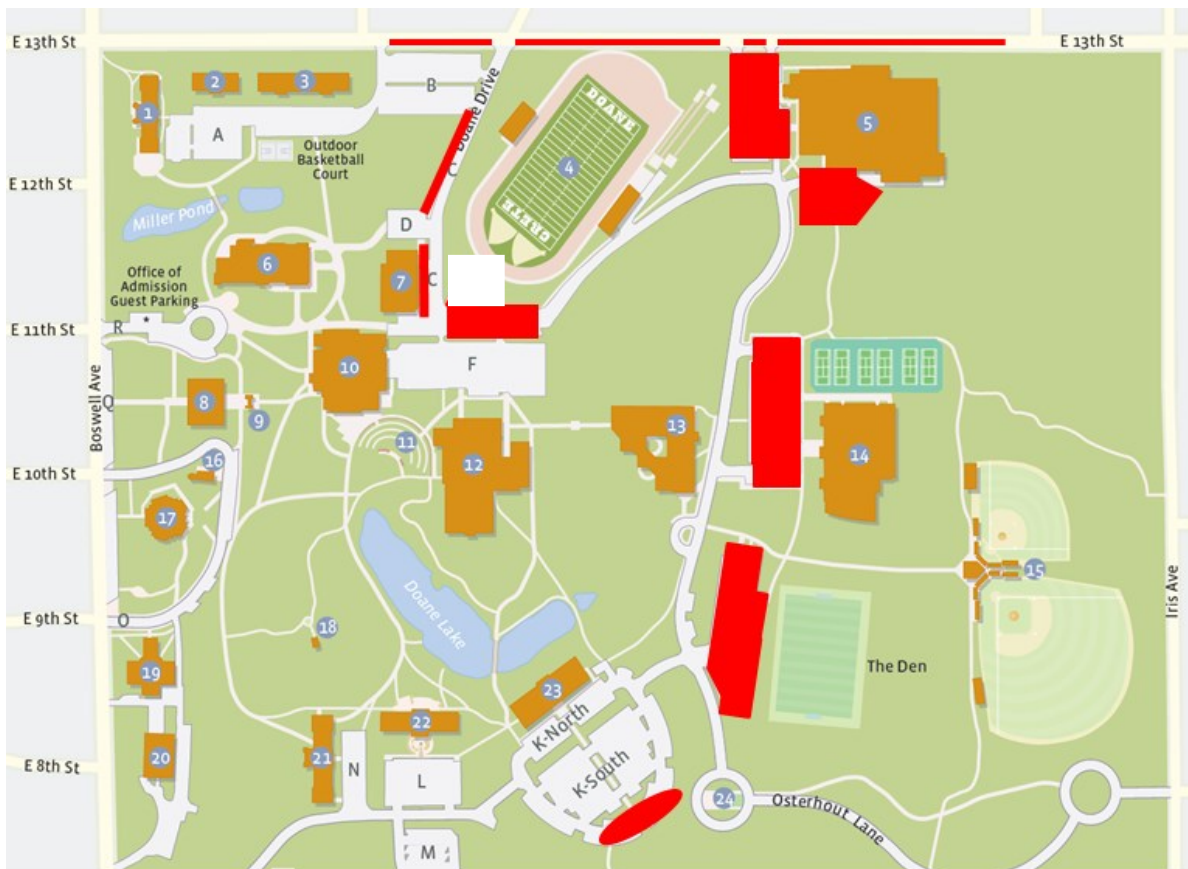 E 13th St
E 13th St
1
2
3
B
A
Doane Drive
C
Outdoor
Basketball
Court
DOANE
4
CRETE
5
E 12th St
Miller Pond
D
6
7
C
Office of
Admission
Guest Parking
*
R
E 11th St
Boswell Ave
10
F
Q
8
9
11
12
13
14
16
E 10th St
17
15
Doane Lake
Iris Ave
E 9th St
O
18
19
The Den
23
22
K-North
20
21
N
L
K-South
E 8th St
24
Osterhout Lane
M